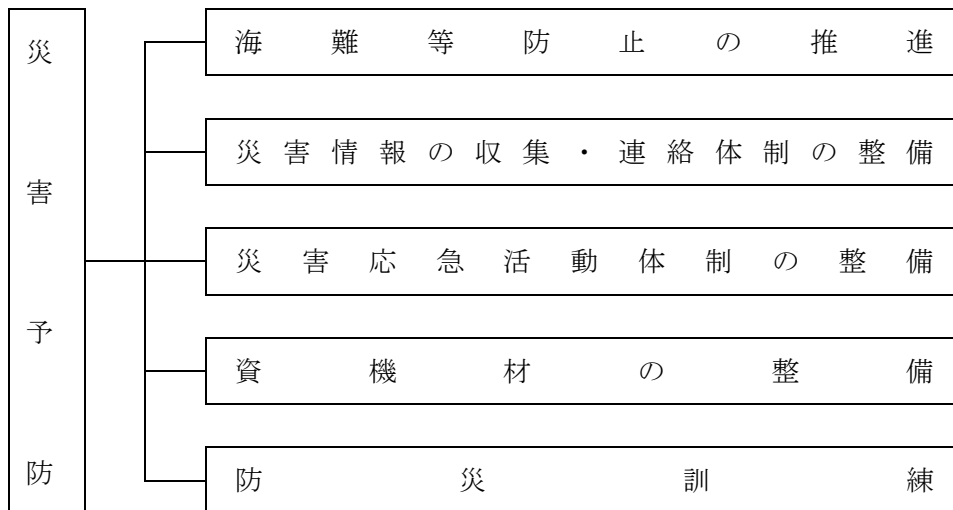 災害予防
海難等防止の推進
災害情報の収集・連絡体制の整備
災害応急活動体制の整備
資機材の整備
防災訓練